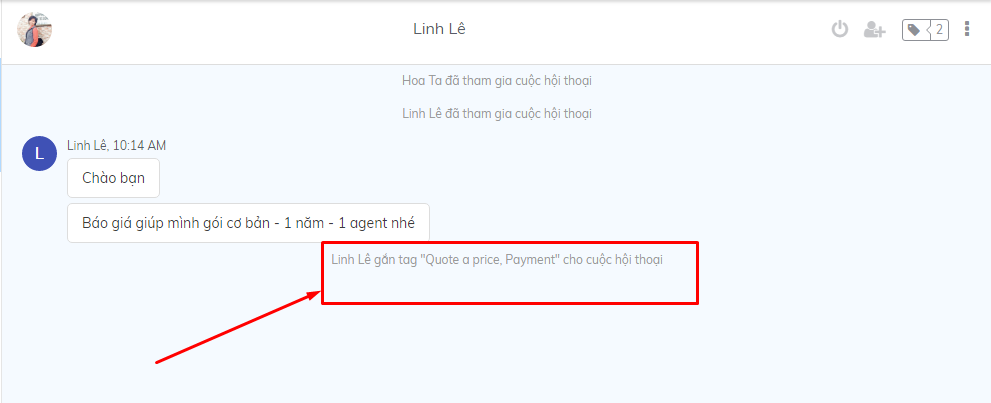 Linh Lê
2
Hoa Ta đã tham gia cuộc hội thoại
Linh Lê đã tham gia cuộc hội thoại
L
Linh Lê, 10:14 AM
Chào bạn
Báo giá giúp mình gói cơ bản - 1 năm - 1 agent nhé
Linh Lê gắn tag "Quote a price, Payment" cho cuộc hội thoại